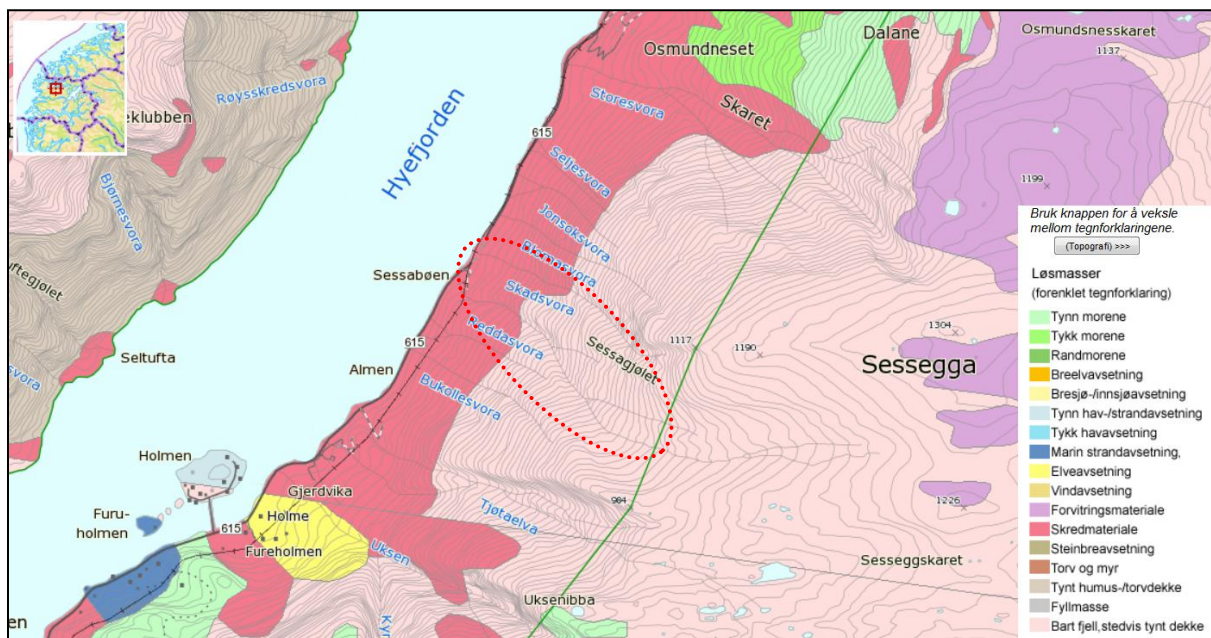 Osmundneset
Dalane
Osmundsnesskaret
1137
Røysskredsvora
eklubben
Storesvora
Skaret
615
Hyefjorden
Seljesvora
1199
Bjørnesvora
Jonsoksvora
Bruk knappen for å veksle
mellom tegnforklaringene.
(Topografi) >>>
uftegjølet
Sessabøen
Skadsvora
Løsmasser
(forenklet tegnforklaring)
Tynn morene
Tykk morene
Randmorene
Breelvavsetning
Bresjø-/innsjøavsetning
Tynn hav-/strandavsetning
Tykk havavsetning
Marin strandavsetning,
Elveavsetning
Vindavsetning
Forvitringsmateriale
Skredmateriale
Steinbreavsetning
Torv og myr
Tynt humus-/torvdekke
Fyllmasse
Bart fjell,stedvis tynt dekke
Reddasvora
Sessagjølet
1117
1190
1304
Sessegga
615
Seltufta
svora
Almen
Bukollesvora
Holmen
Gjerdvika
984
1226
Furu-
holmen
615
Holme
Fureholmen
Tjøtaelva
Uksen
Seseggskaret
Uksenibba
en